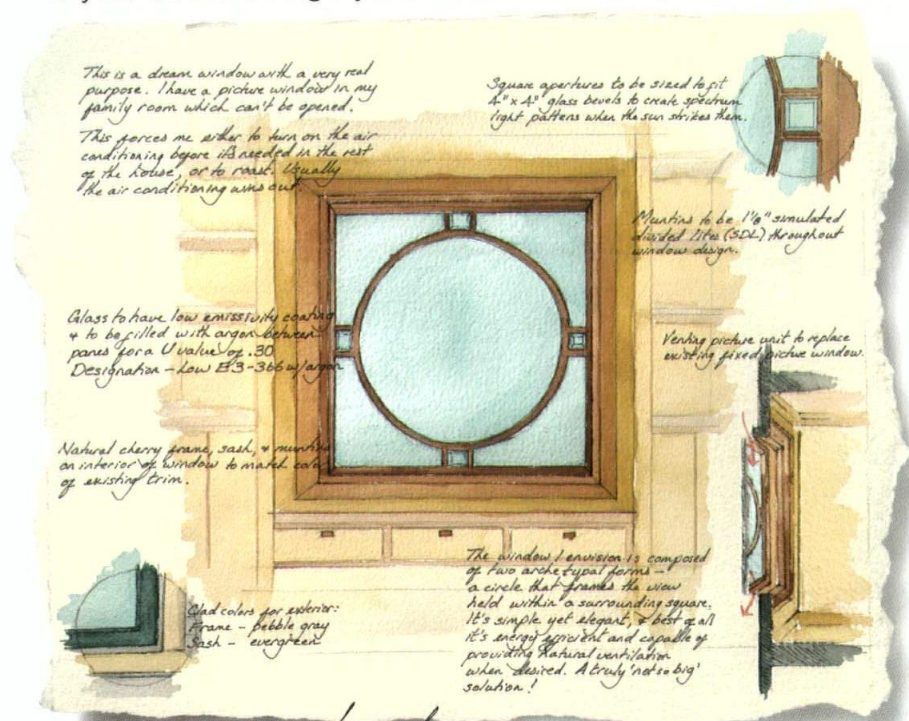 This is a dream window with a very real
purpose. I have a picture window in my
family room which can't be opened.
This forces me either to turn on the air
conditioning before it's needed in the rest
of the house, or to roast. Usually
the air conditioning wins out.
Square apertures to be sized to fit
4" x 4" glass bevels to create spectrum
light patterns when the sun strikes them.
Muntins to be 1 1/8" simulated
divided lites (SDL) throughout
window design.
Glass to have low emissivity coating
+ to be filled with argon between
panes for a U value of .30
Designation - Low E3-366 w/argon
Venting picture unit to replace
existing fixed picture window.
Natural cherry frame, sash, + muntins
on interior of window to match color
of existing trim.
Clad colors for exterior:
Frame - pebble gray
Sash - evergreen
The window I envision is composed
of two archetypal forms -
a circle that frames the view
held within a surrounding square.
It's simple yet elegant, & best of all
it's energy efficient and capable of
providing natural ventilation
when desired. A truly 'not so big'
solution!